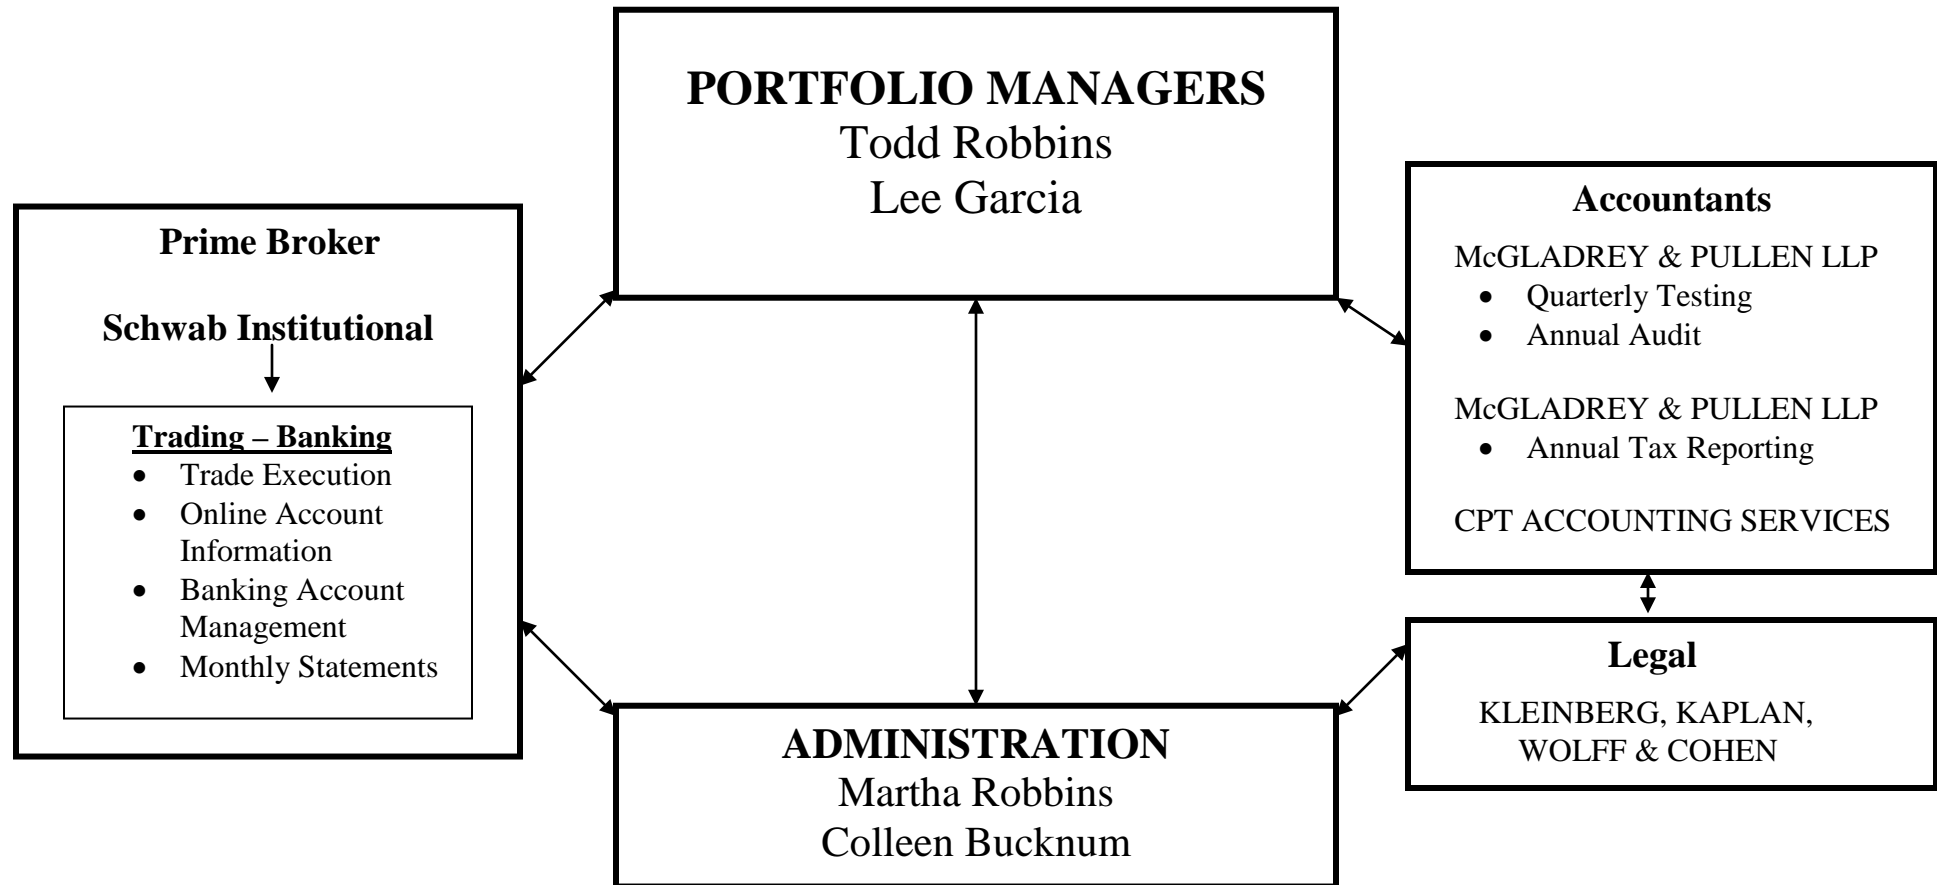 PORTFOLIO MANAGERS
Todd Robbins
Lee Garcia
Prime Broker
Schwab Institutional
Trading – Banking
• Trade Execution
• Online Account
Information
• Banking Account
Management
• Monthly Statements
Accountants
McGLADREY & PULLEN LLP
• Quarterly Testing
• Annual Audit
McGLADREY & PULLEN LLP
• Annual Tax Reporting
CPT ACCOUNTING SERVICES
Legal
KLEINBERG, KAPLAN,
WOLFF & COHEN
ADMINISTRATION
Martha Robbins
Colleen Bucknum